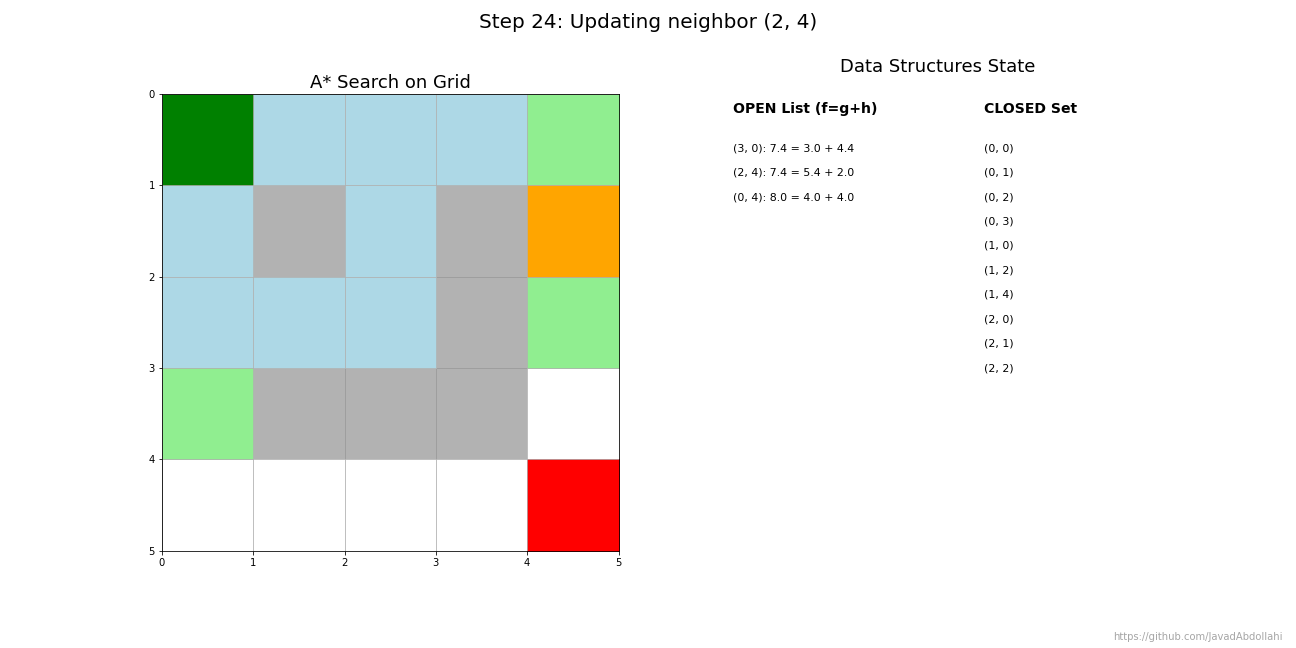 Step 24: Updating neighbor (2, 4)
A* Search on Grid
0
1
2
3
4
5
0 1 2 3 4 5
Data Structures State
OPEN List (f=g+h)
(3, 0): 7.4 = 3.0 + 4.4
(2, 4): 7.4 = 5.4 + 2.0
(0, 4): 8.0 = 4.0 + 4.0
CLOSED Set
(0, 0)
(0, 1)
(0, 2)
(0, 3)
(1, 0)
(1, 2)
(1, 4)
(2, 0)
(2, 1)
(2, 2)
https://github.com/JavadAbdollahi